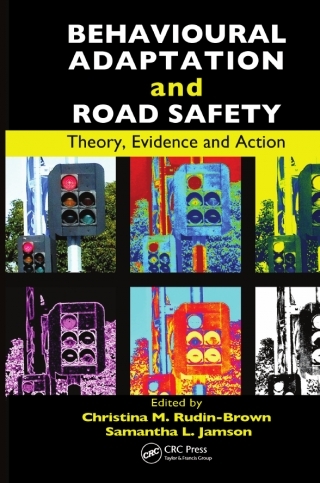 BEHAVIOURAL
ADAPTATION
and
ROAD SAFETY
Theory, Evidence and Action
Edited by
Christina M. Rudin-Brown
Samantha L. Jamson
CRC
CRC Press
Taylor & Francis Group